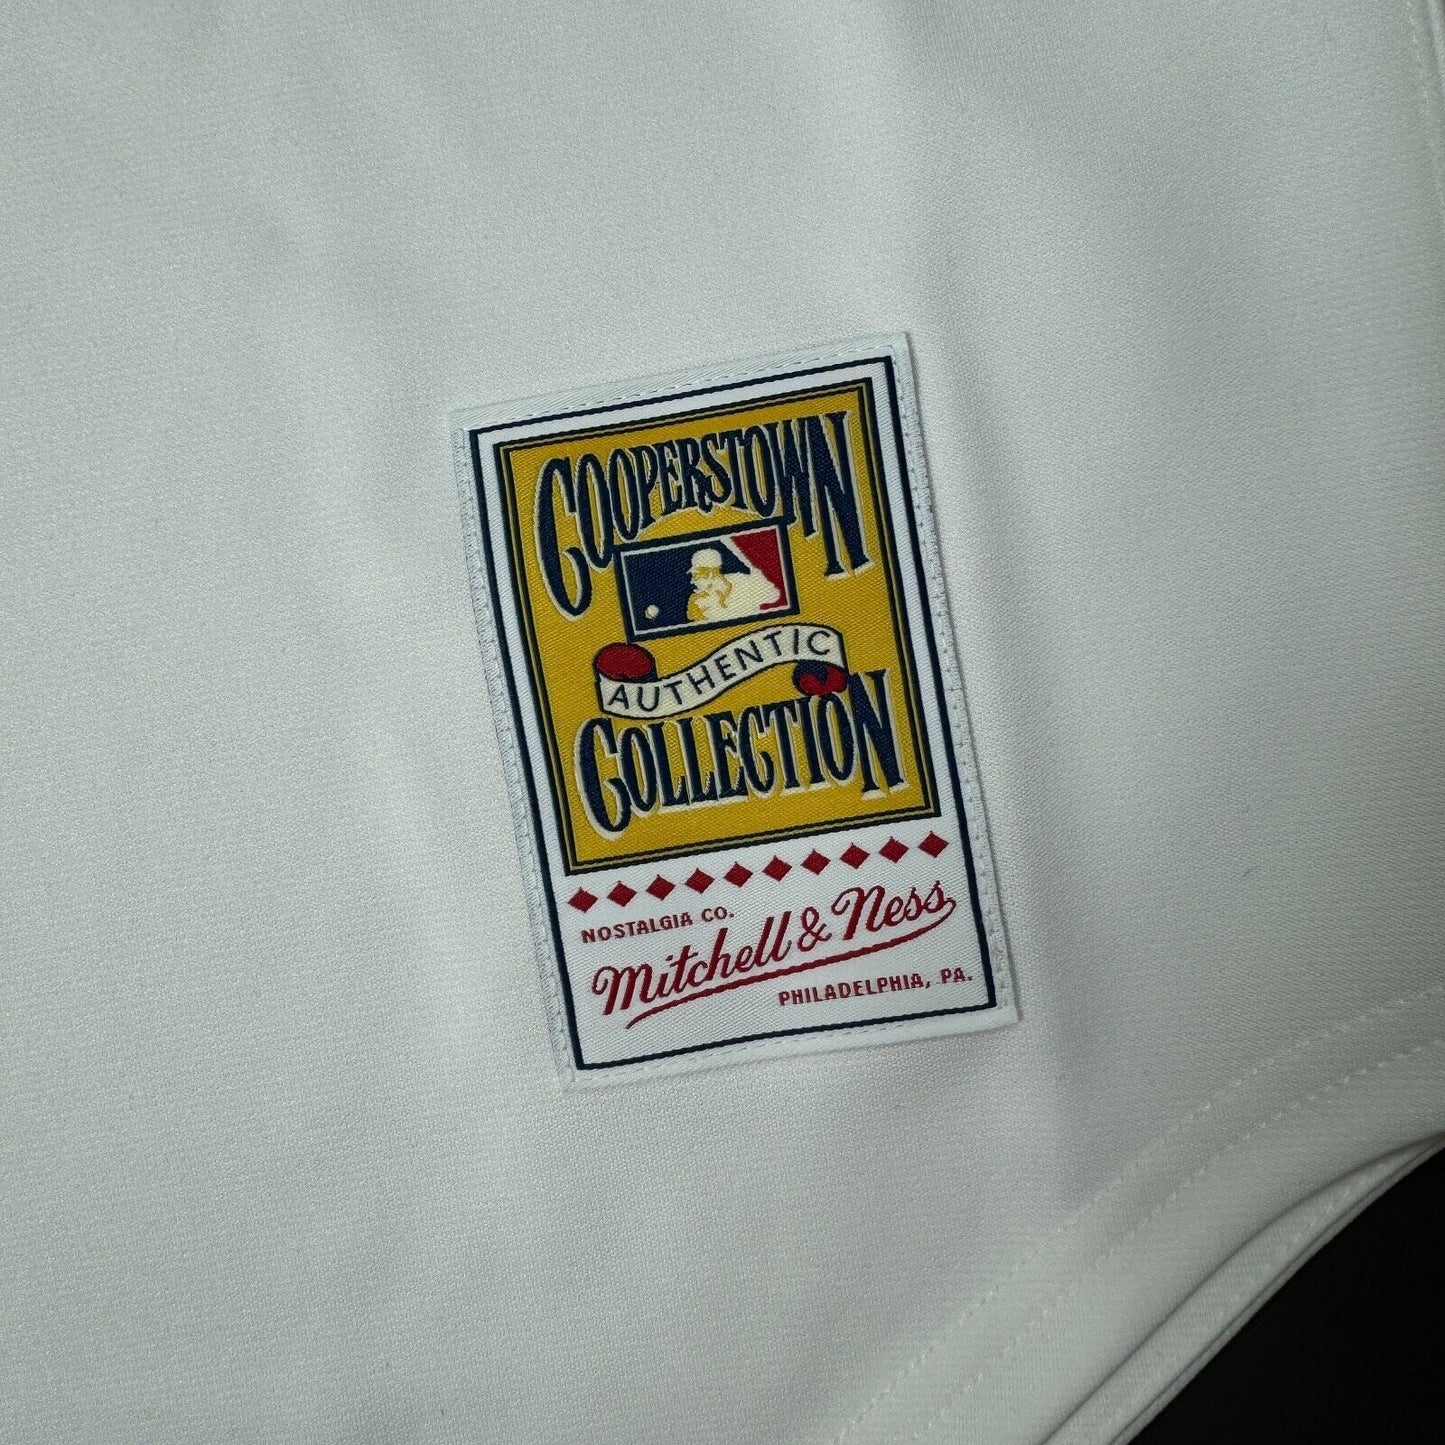 COOPERSTOWN
AUTHENTIC
COLLECTION
NOSTALGIA CO.
Mitchell & Ness
PHILADELPHIA, PA.